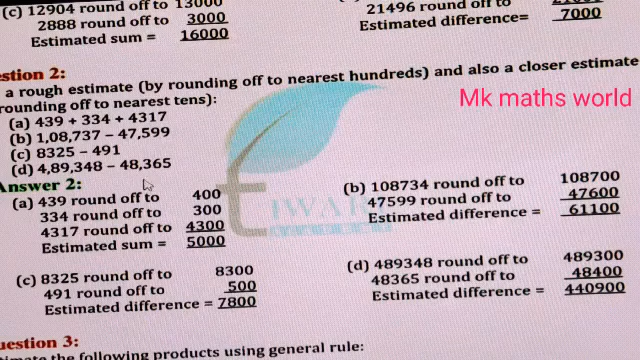 (c) 12904 round off to 13000
2888 round off to 3000
Estimated sum = 16000
21496 round off to
Estimated difference= 7000
estion 2:
a rough estimate (by rounding off to nearest hundreds) and also a closer estimate
rounding off to nearest tens):
Mk maths world
(a) 439 + 334 + 4317
(b) 1,08,737 – 47,599
(c) 8325 – 491
(d) 4,89,348 – 48,365
Answer 2:
(a) 439 round off to 400
334 round off to 300
4317 round off to 4300
Estimated sum = 5000
(b) 108734 round off to 108700
47599 round off to 47600
Estimated difference = 61100
IWARI
(c) 8325 round off to 8300
491 round off to 500
Estimated difference = 7800
(d) 489348 round off to 489300
48365 round off to 48400
Estimated difference = 440900
uestion 3:
timate the following products using general rule: